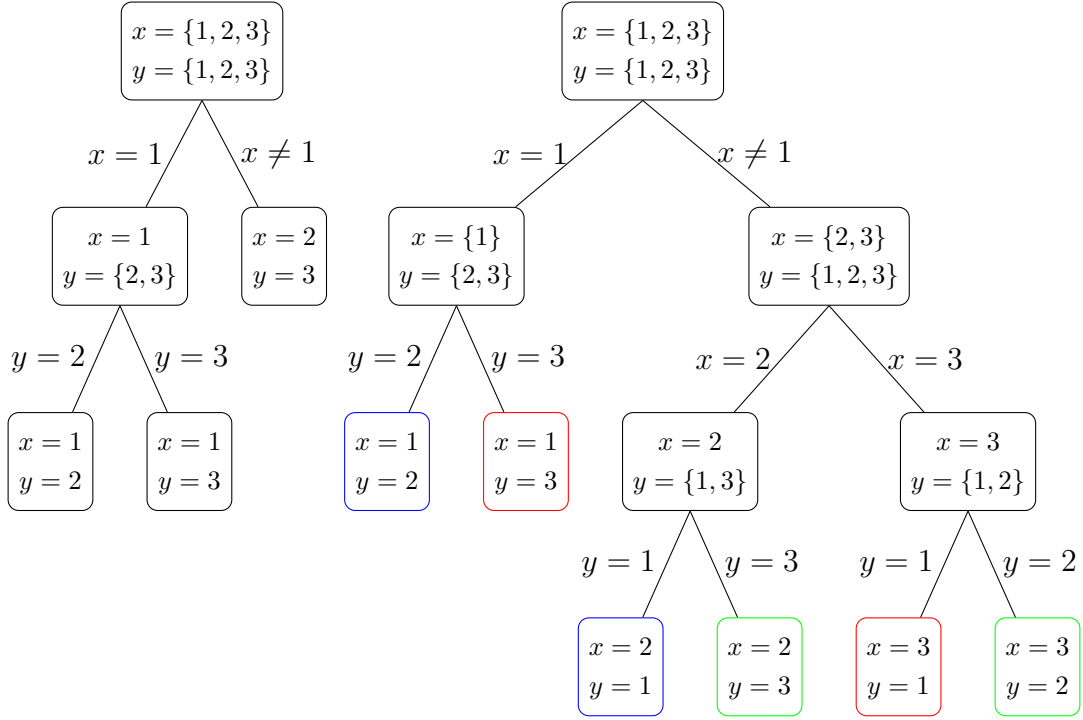 x = {1, 2, 3}
y = {1, 2, 3}
x = 1
x ≠ 1
x = 1
y = {2, 3}
x = 2
y = 3
y = 2
y = 3
x = 1
y = 2
x = 1
y = 3
x = {1, 2, 3}
y = {1, 2, 3}
x = 1
x ≠ 1
x = {1}
y = {2, 3}
x = {2, 3}
y = {1, 2, 3}
y = 2
y = 3
x = 2
x = 3
x = 1
y = 2
x = 1
y = 3
x = 2
y = {1, 3}
x = 3
y = {1, 2}
y = 1
y = 3
y = 1
y = 2
x = 2
y = 1
x = 2
y = 3
x = 3
y = 1
x = 3
y = 2